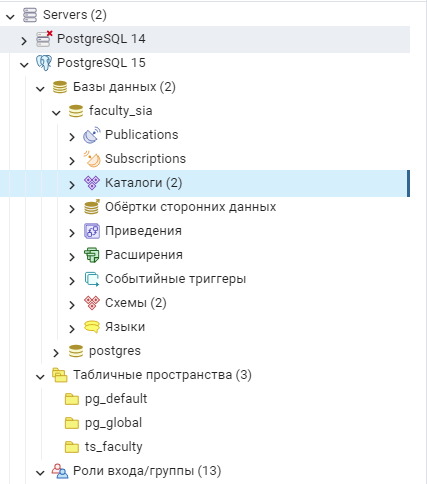 Servers (2)
PostgreSQL 14
PostgreSQL 15
Базы данных (2)
faculty_sia
Publications
Subscriptions
Каталоги (2)
Обёртки сторонних данных
Приведения
Расширения
Событийные триггеры
Схемы (2)
Языки
postgres
Табличные пространства (3)
pg_default
pg_global
ts_faculty
Роли входа/группы (13)